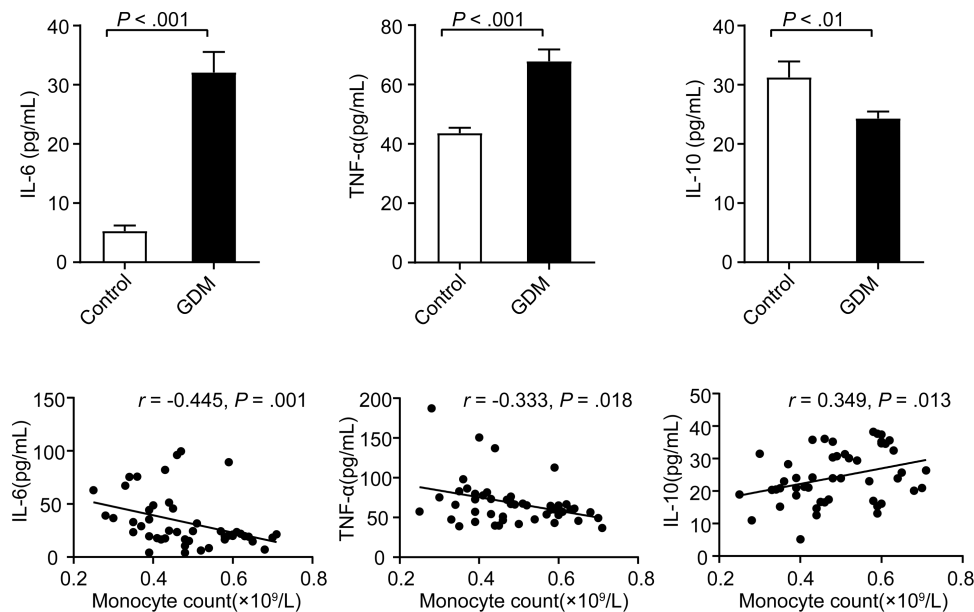 P < .001
40
30
20
10
0
IL-6 (pg/mL)
Control
GDM
P < .001
80
60
40
20
0
TNF-α(pg/mL)
Control
GDM
P < .01
40
30
20
10
0
IL-10 (pg/mL)
Control
GDM
r = -0.445, P = .001
150
100
50
0
IL-6(pg/mL)
0.2 0.4 0.6 0.8
Monocyte count(×10⁹/L)
r = -0.333, P = .018
200
150
100
50
0
TNF-α(pg/mL)
0.2 0.4 0.6 0.8
Monocyte count(×10⁹/L)
r = 0.349, P = .013
50
40
30
20
10
0
IL-10(pg/mL)
0.2 0.4 0.6 0.8
Monocyte count(×10⁹/L)